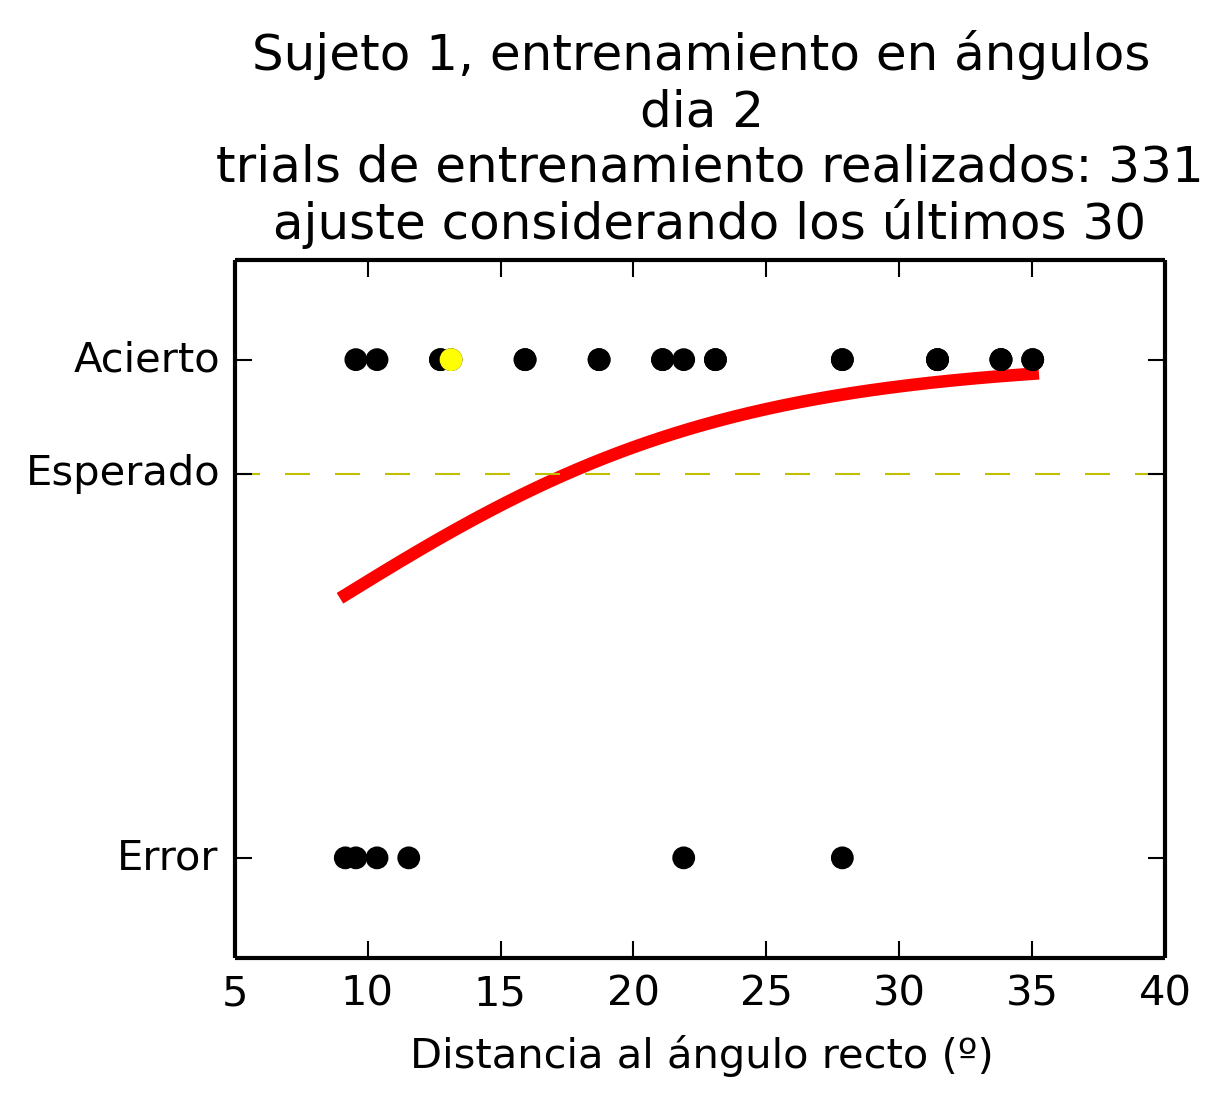 Sujeto 1, entrenamiento en ángulos
dia 2
trials de entrenamiento realizados: 331
ajuste considerando los últimos 30
Acierto
Esperado
Error
5 10 15 20 25 30 35 40
Distancia al ángulo recto (º)